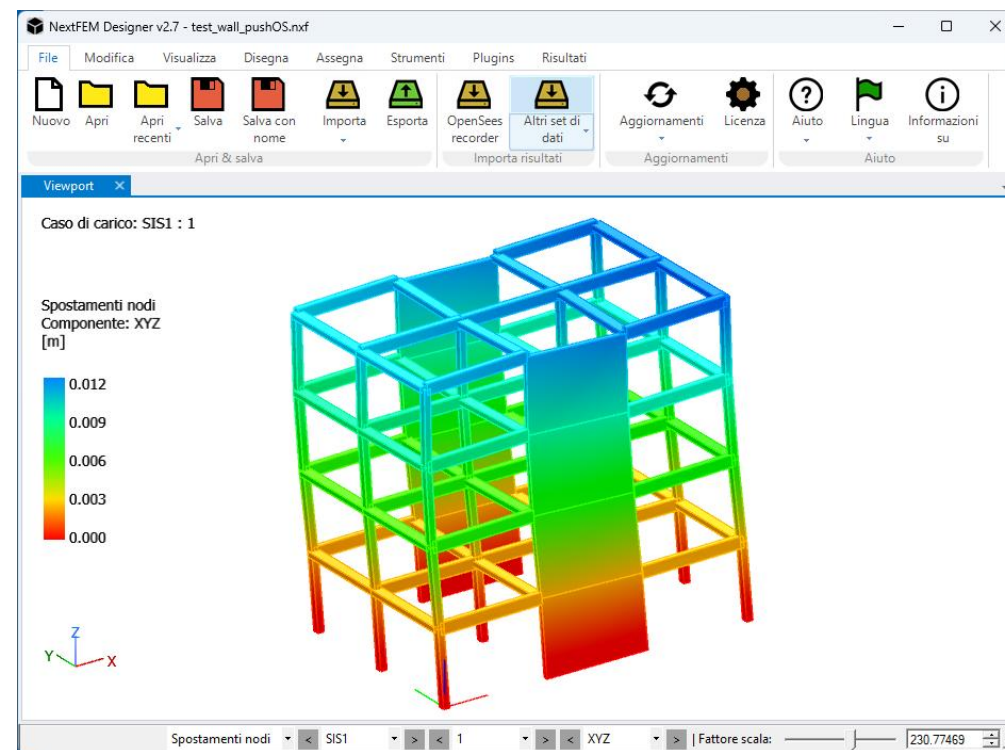 NextFEM Designer v2.7 - test_wall_pushOS.nxf
File Modifica Visualizza Disegna Assegna Strumenti Plugins Risultati
Nuovo Apri Apri recenti Salva Salva con nome Importa Esporta OpenSees recorder Altri set di dati Aggiornamenti Licenza Aiuto Lingua Informazioni su
Apri & salva Importa risultati Aggiornamenti Aiuto
Viewport
Caso di carico: SIS1 : 1
Spostamenti nodi
Componente: XYZ
[m]
0.012
0.009
0.006
0.003
0.000
Z
Y X
Spostamenti nodi < SIS1 > < 1 > < XYZ > | Fattore scala: 230.77469